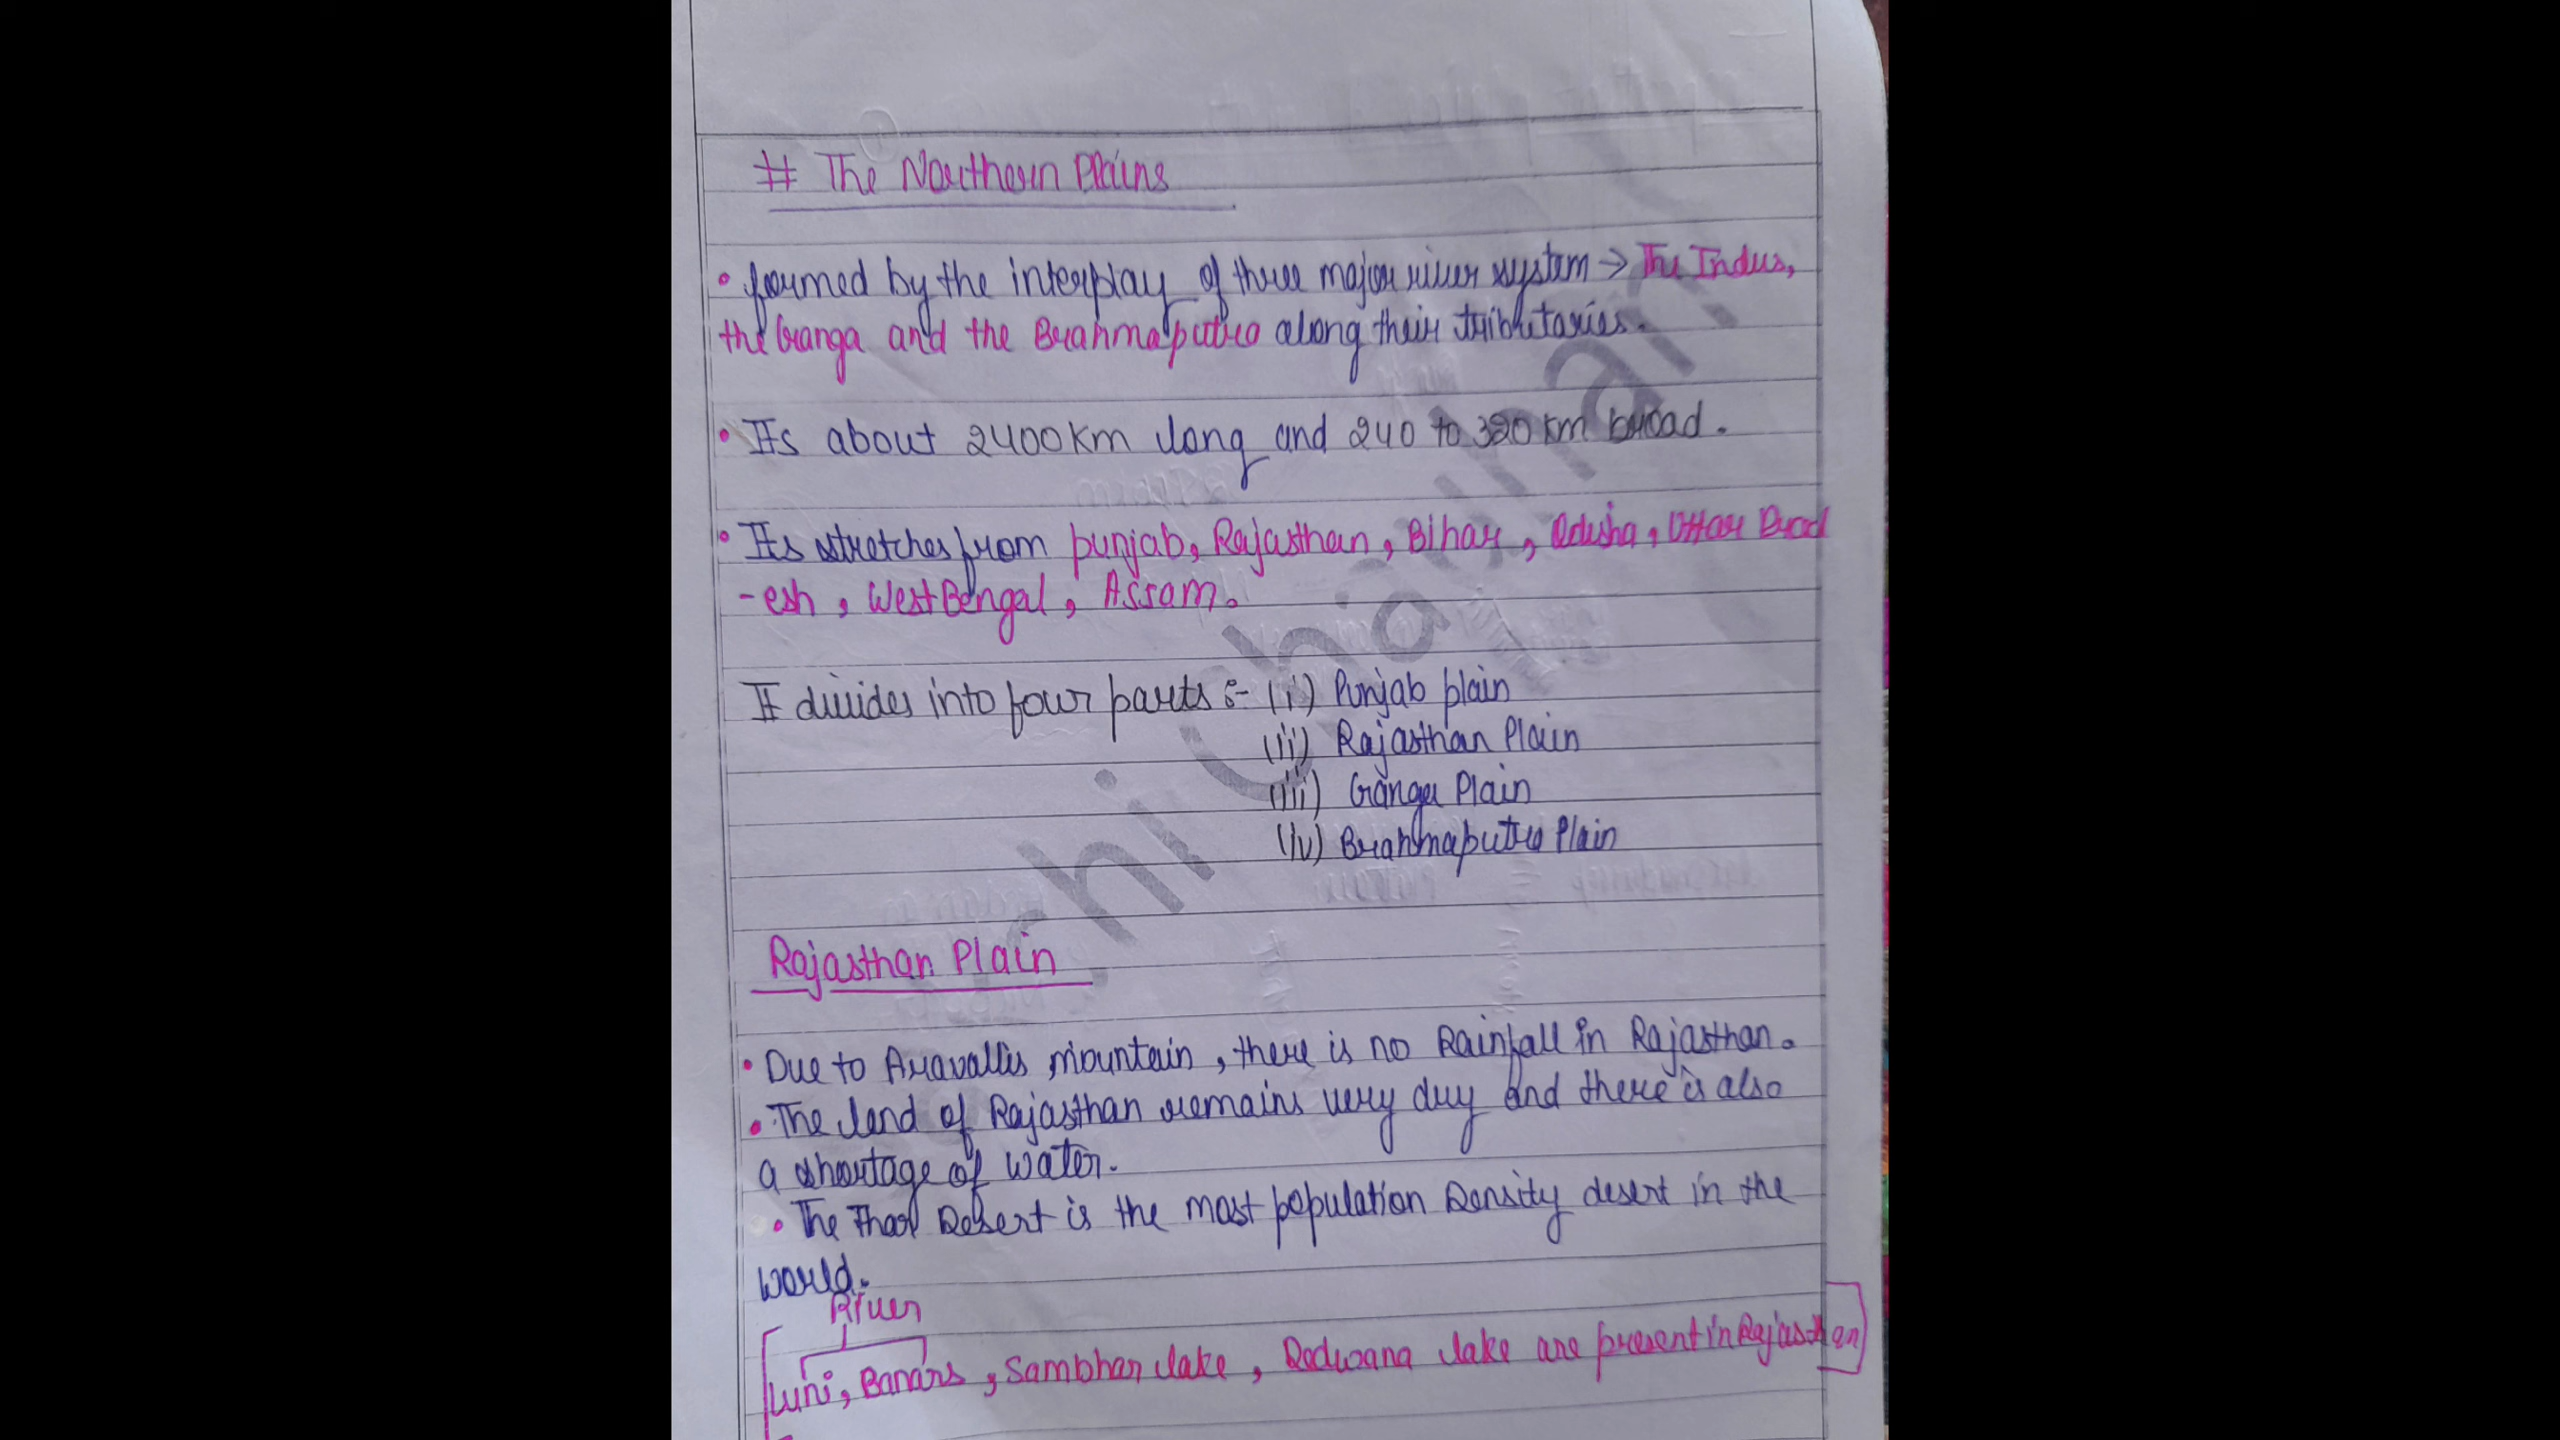 # The Northern Plains
• formed by the interplay of three major river system → The Indus,
the Ganga and the Brahmaputra along their tributaries.
• Its about 2400 Km long and 240 to 320 Km broad.
• Its stretches from punjab, Rajasthan, Bihar, Odisha, Uttar Prad
-esh, West Bengal, Assam.
It divides into four parts :- (i) Punjab plain
(ii) Rajasthan Plain
(iii) Ganga Plain
(iv) Brahmaputra Plain
Rajasthan Plain
• Due to Aravallis mountain, there is no Rainfall in Rajasthan.
• The land of Rajasthan remains very dry and there is also
a shortage of water.
• The Thar Desert is the most population Density desert in the
world.
River
Luni, Banars, Sambhar lake, Dedwana lake are present in Rajasthan